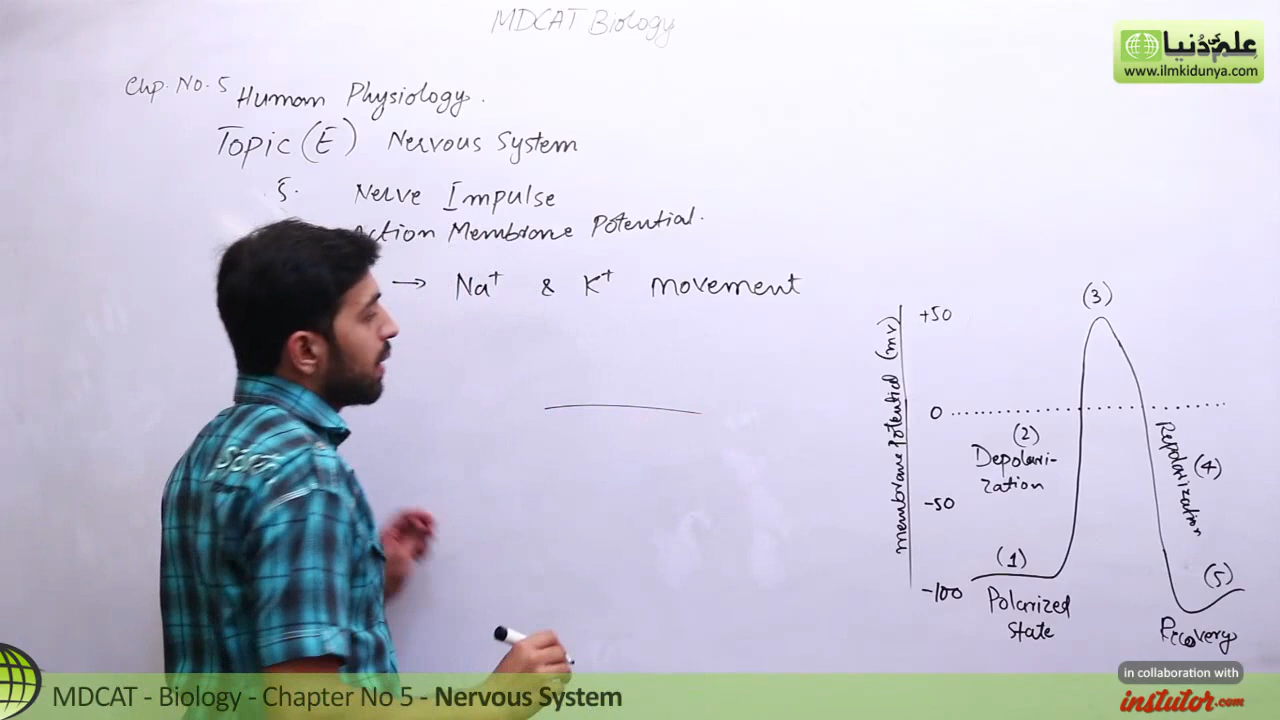 MDCAT Biology
علم کی دُنیا
www.ilmkidunya.com
Chp. No. 5 Human Physiology.
Topic (E) Nervous System
Nerve Impulse
Action Membrane Potential.
→ Na⁺ & K⁺ movement
membrane Potential (mv)
+50
0
-50
-100
(1)
Polarized
State
(2)
Depolari-
zation
(3)
Repolarization
(4)
(5)
Recovery
in collaboration with
instutor.com
MDCAT - Biology - Chapter No 5 - Nervous System